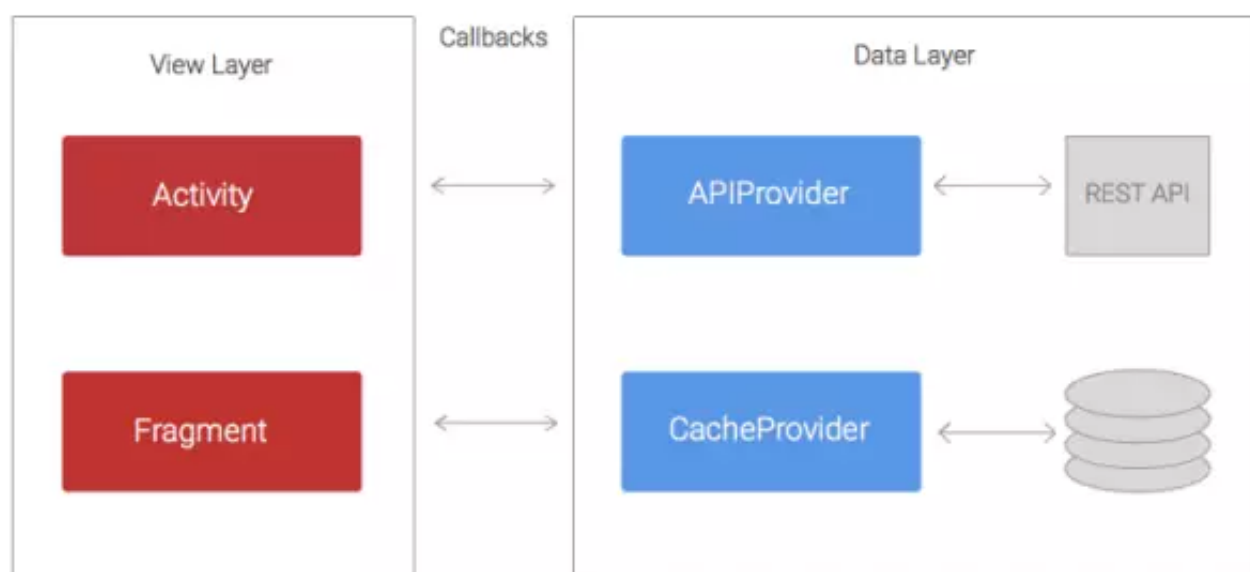 Callbacks
View Layer
Data Layer
Activity
APIProvider
REST API
Fragment
CacheProvider